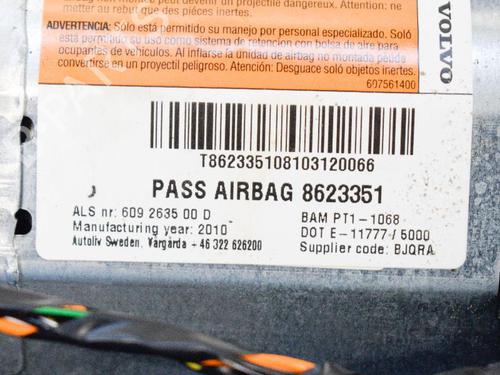 metter au rebut que des pièces inertes.
ADVERTENCIA: Sólo está permitido su manejo por personal especializado. Sólo
está permitido su uso como sistema de retencion con bolsa de aire para
ocupantes de vehículos. Al inflarse la unidad de airbag no montada puede
convertirse en un proyectil peligroso. Atención: Desguace solo objetos inertes.
607561400
VOLVO
T862335108103120066
PASS AIRBAG 8623351
ALS nr: 609 2635 00 D
BAM PT1-1068
Manufacturing year: 2010
DOT E-11777 / 5000
Autoliv Sweden, Vårgårda +46 322 626200
Supplier code: BJQRA